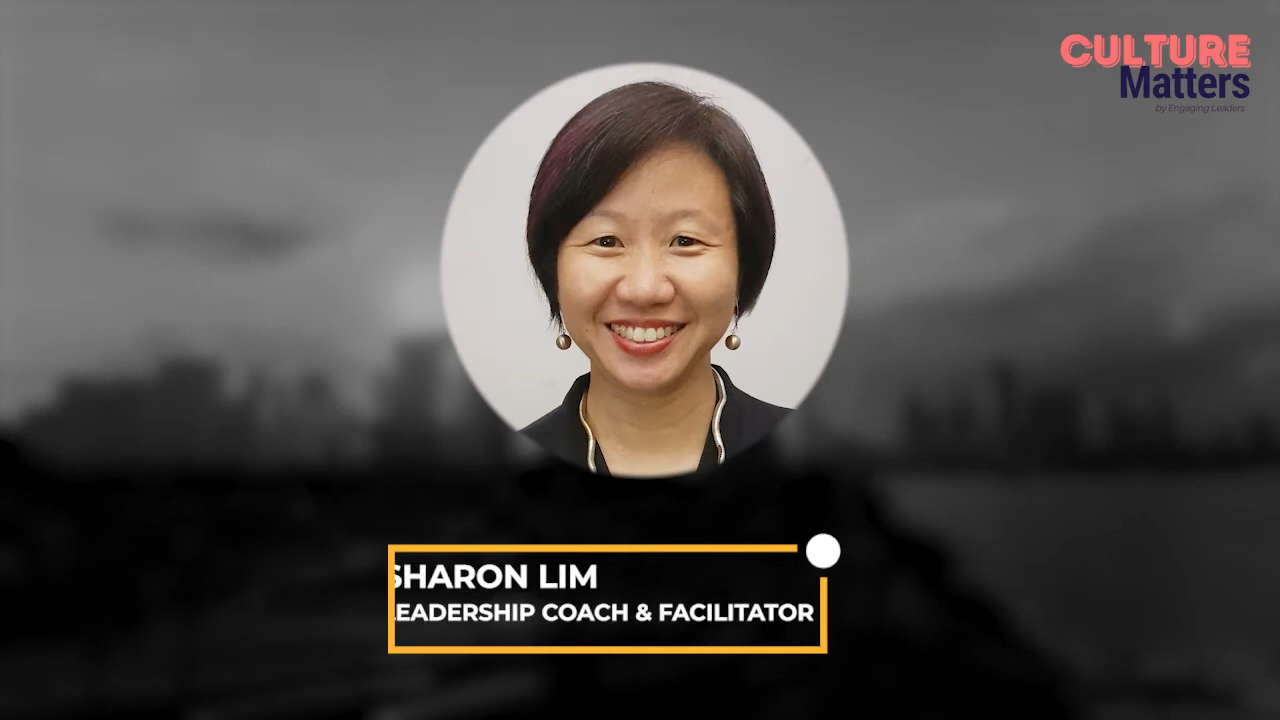 CULTURE
Matters
by Engaging Leaders
SHARON LIM
LEADERSHIP COACH & FACILITATOR